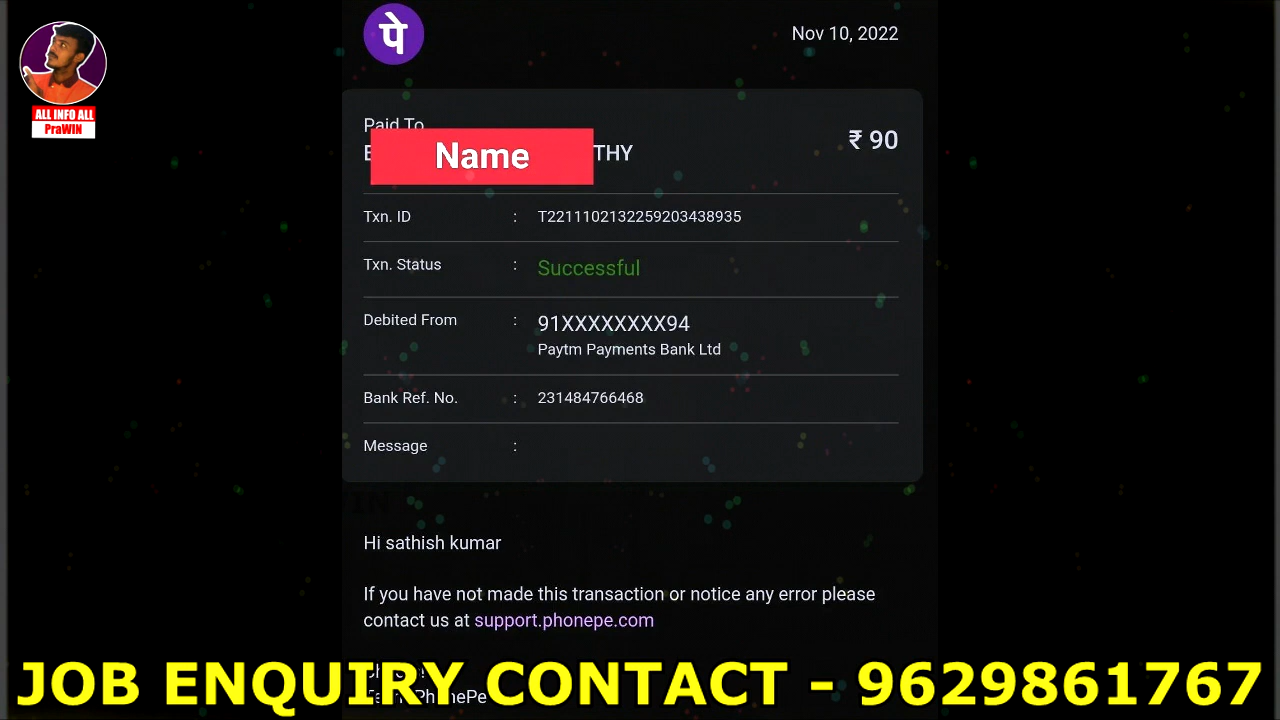 पे
Nov 10, 2022
ALL INFO ALL
PraWIN
Paid To
₹ 90
Name
THY
Txn. ID : T2211102132259203438935
Txn. Status : Successful
Debited From : 91XXXXXXXX94
Paytm Payments Bank Ltd
Bank Ref. No. : 231484766468
Message :
Hi sathish kumar
If you have not made this transaction or notice any error please
contact us at support.phonepe.com
JOB ENQUIRY CONTACT - 9629861767
PhonePe